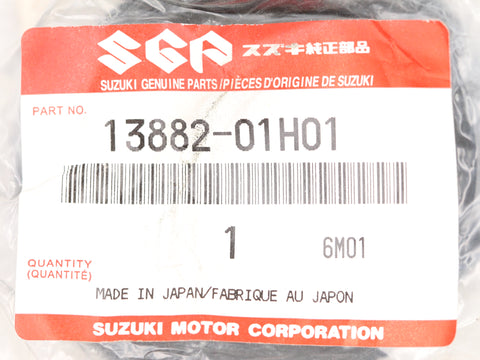 SGP スズキ純正部品
SUZUKI GENUINE PARTS/PIÈCES D'ORIGINE DE SUZUKI
PART NO.
13882-01H01
1 6M01
QUANTITY
(QUANTITÉ)
MADE IN JAPAN/FABRIQUE AU JAPON
SUZUKI MOTOR CORPORATION